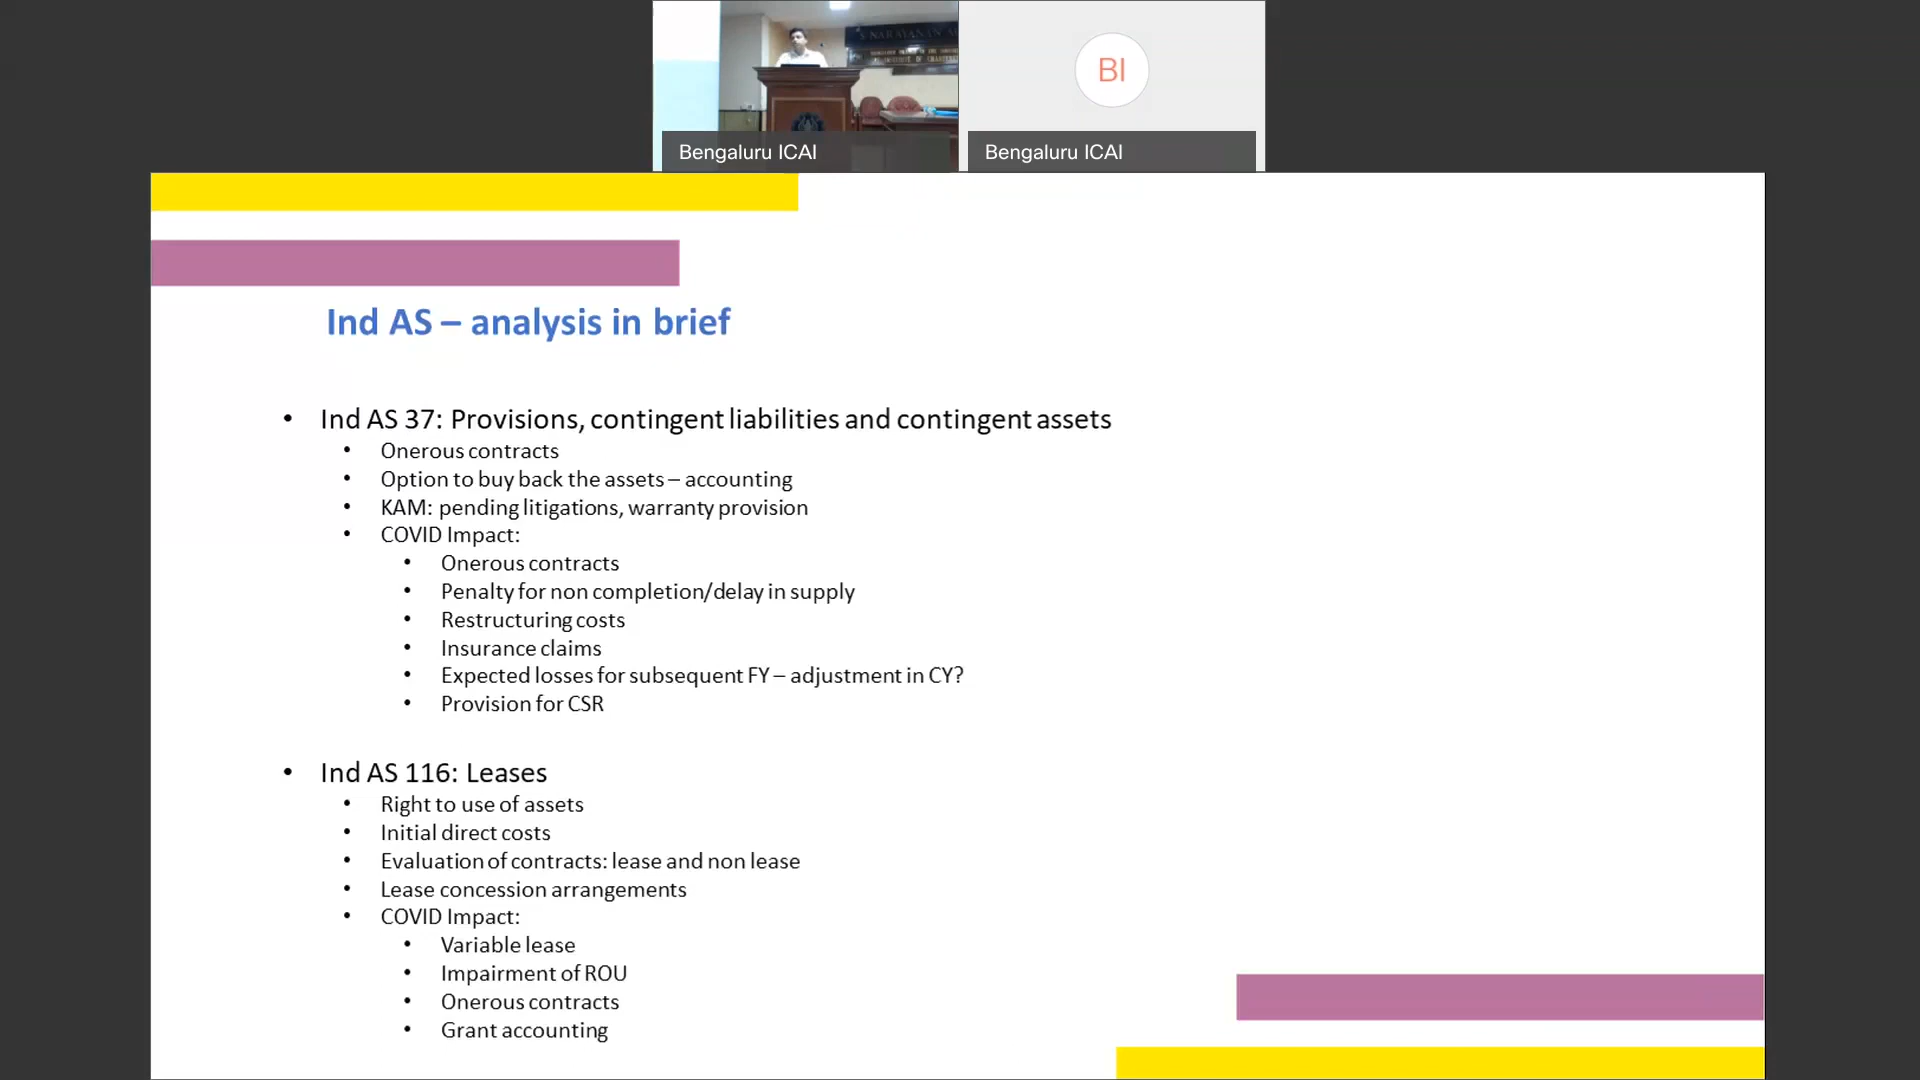 S NARAYANAN
BI
Bengaluru ICAI
Bengaluru ICAI
Ind AS – analysis in brief
• Ind AS 37: Provisions, contingent liabilities and contingent assets
• Onerous contracts
• Option to buy back the assets – accounting
• KAM: pending litigations, warranty provision
• COVID Impact:
• Onerous contracts
• Penalty for non completion/delay in supply
• Restructuring costs
• Insurance claims
• Expected losses for subsequent FY – adjustment in CY?
• Provision for CSR
• Ind AS 116: Leases
• Right to use of assets
• Initial direct costs
• Evaluation of contracts: lease and non lease
• Lease concession arrangements
• COVID Impact:
• Variable lease
• Impairment of ROU
• Onerous contracts
• Grant accounting